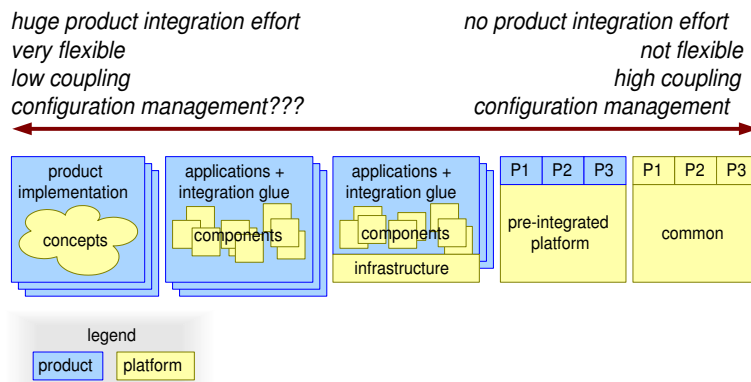 huge product integration effort
very flexible
low coupling
configuration management???
no product integration effort
not flexible
high coupling
configuration management
product
implementation
concepts
applications +
integration glue
components
applications +
integration glue
components
infrastructure
P1 P2 P3
pre-integrated
platform
P1 P2 P3
common
legend
product platform